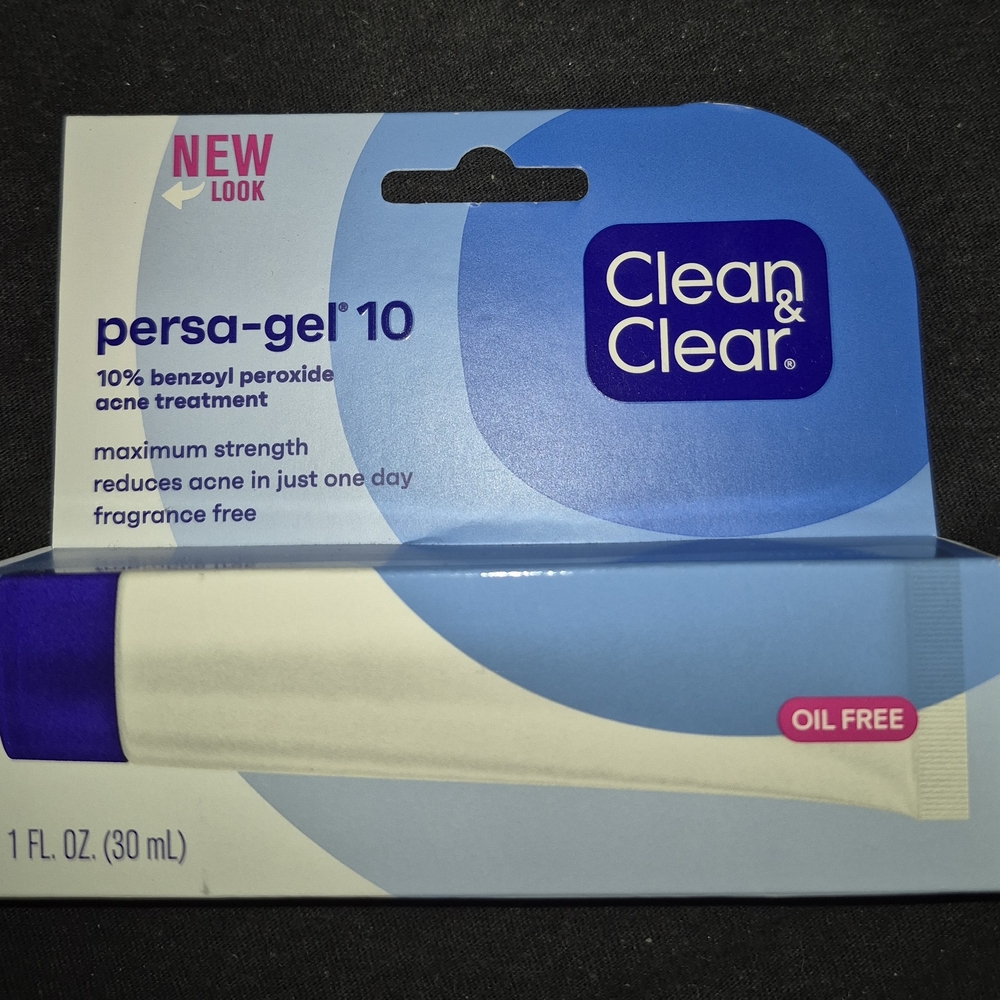 NEW
LOOK
Clean
&
Clear®
persa-gel® 10
10% benzoyl peroxide
acne treatment
maximum strength
reduces acne in just one day
fragrance free
OIL FREE
1 FL. OZ. (30 mL)